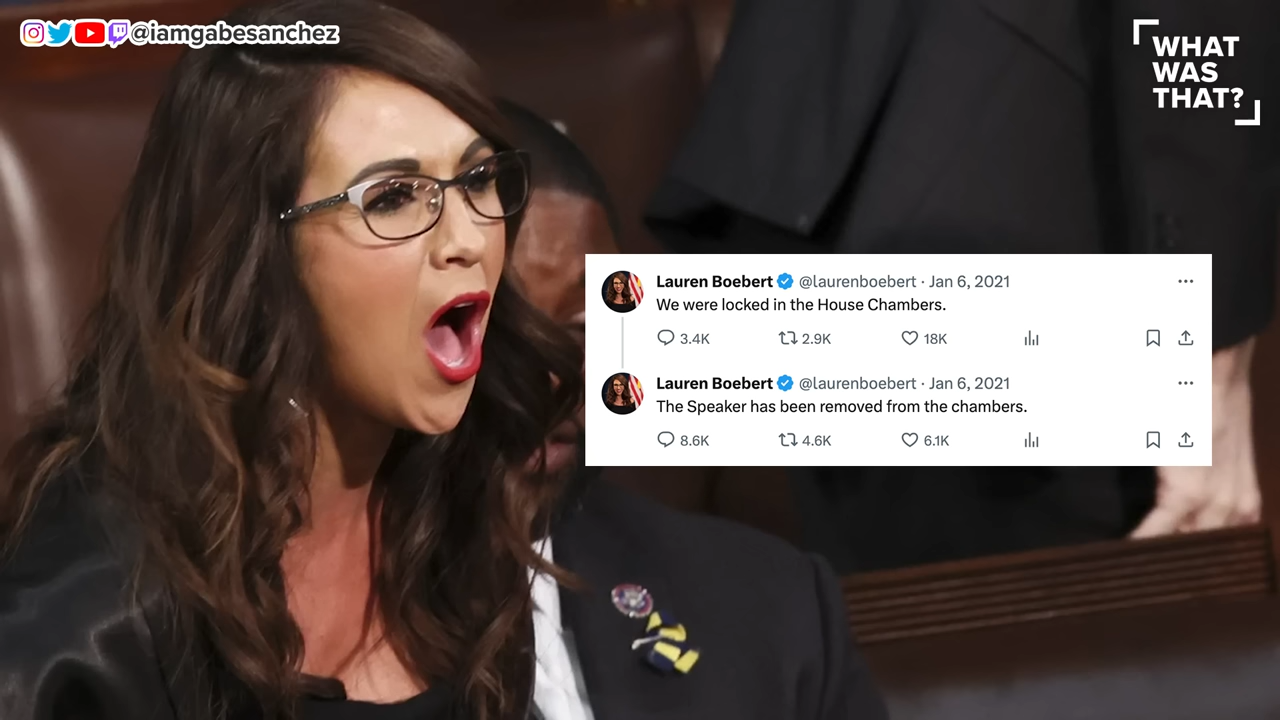 @iamgabesanchez
WHAT
WAS
THAT?
Lauren Boebert @laurenboebert · Jan 6, 2021
We were locked in the House Chambers.
3.4K 2.9K 18K
Lauren Boebert @laurenboebert · Jan 6, 2021
The Speaker has been removed from the chambers.
8.6K 4.6K 6.1K